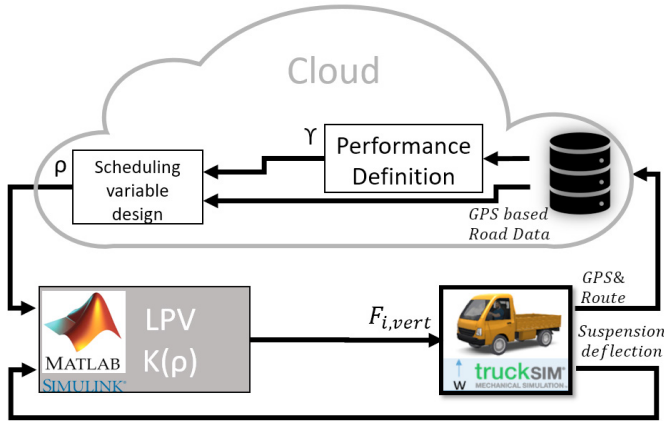 Cloud
ϒ
Performance
Definition
ρ
Scheduling
variable
design
GPS based
Road Data
GPS&
Route
LPV
K(ρ)
MATLAB
SIMULINK
F_{i,vert}
Suspension
deflection
W
truckSIM
MECHANICAL SIMULATION